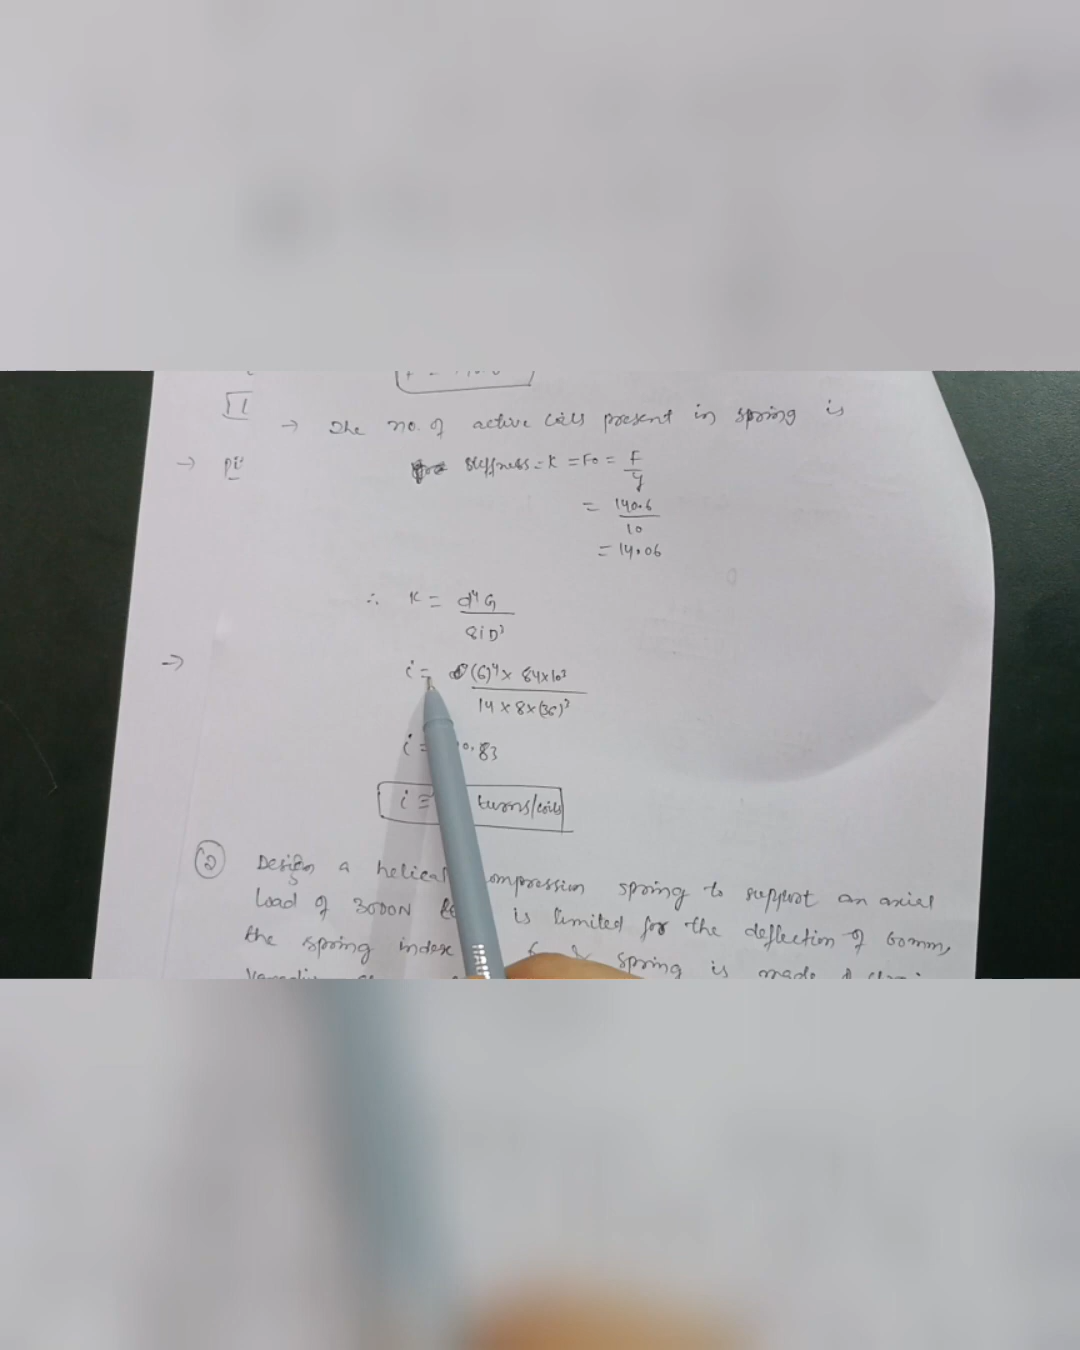 → The no. of active coils present in spring is
→ Pi
stiffness = K = Fo = F/y
= 140.6/10
= 14.06
∴ K = d⁴G/8iD³
→
i = (6)⁴ × 84×10³/14 × 8×(36)³
i = .83
i = turns/coils
(2) Design a helical compression spring to support an axial
load of 3000N is limited for the deflection of 60mm,
the spring index spring is made